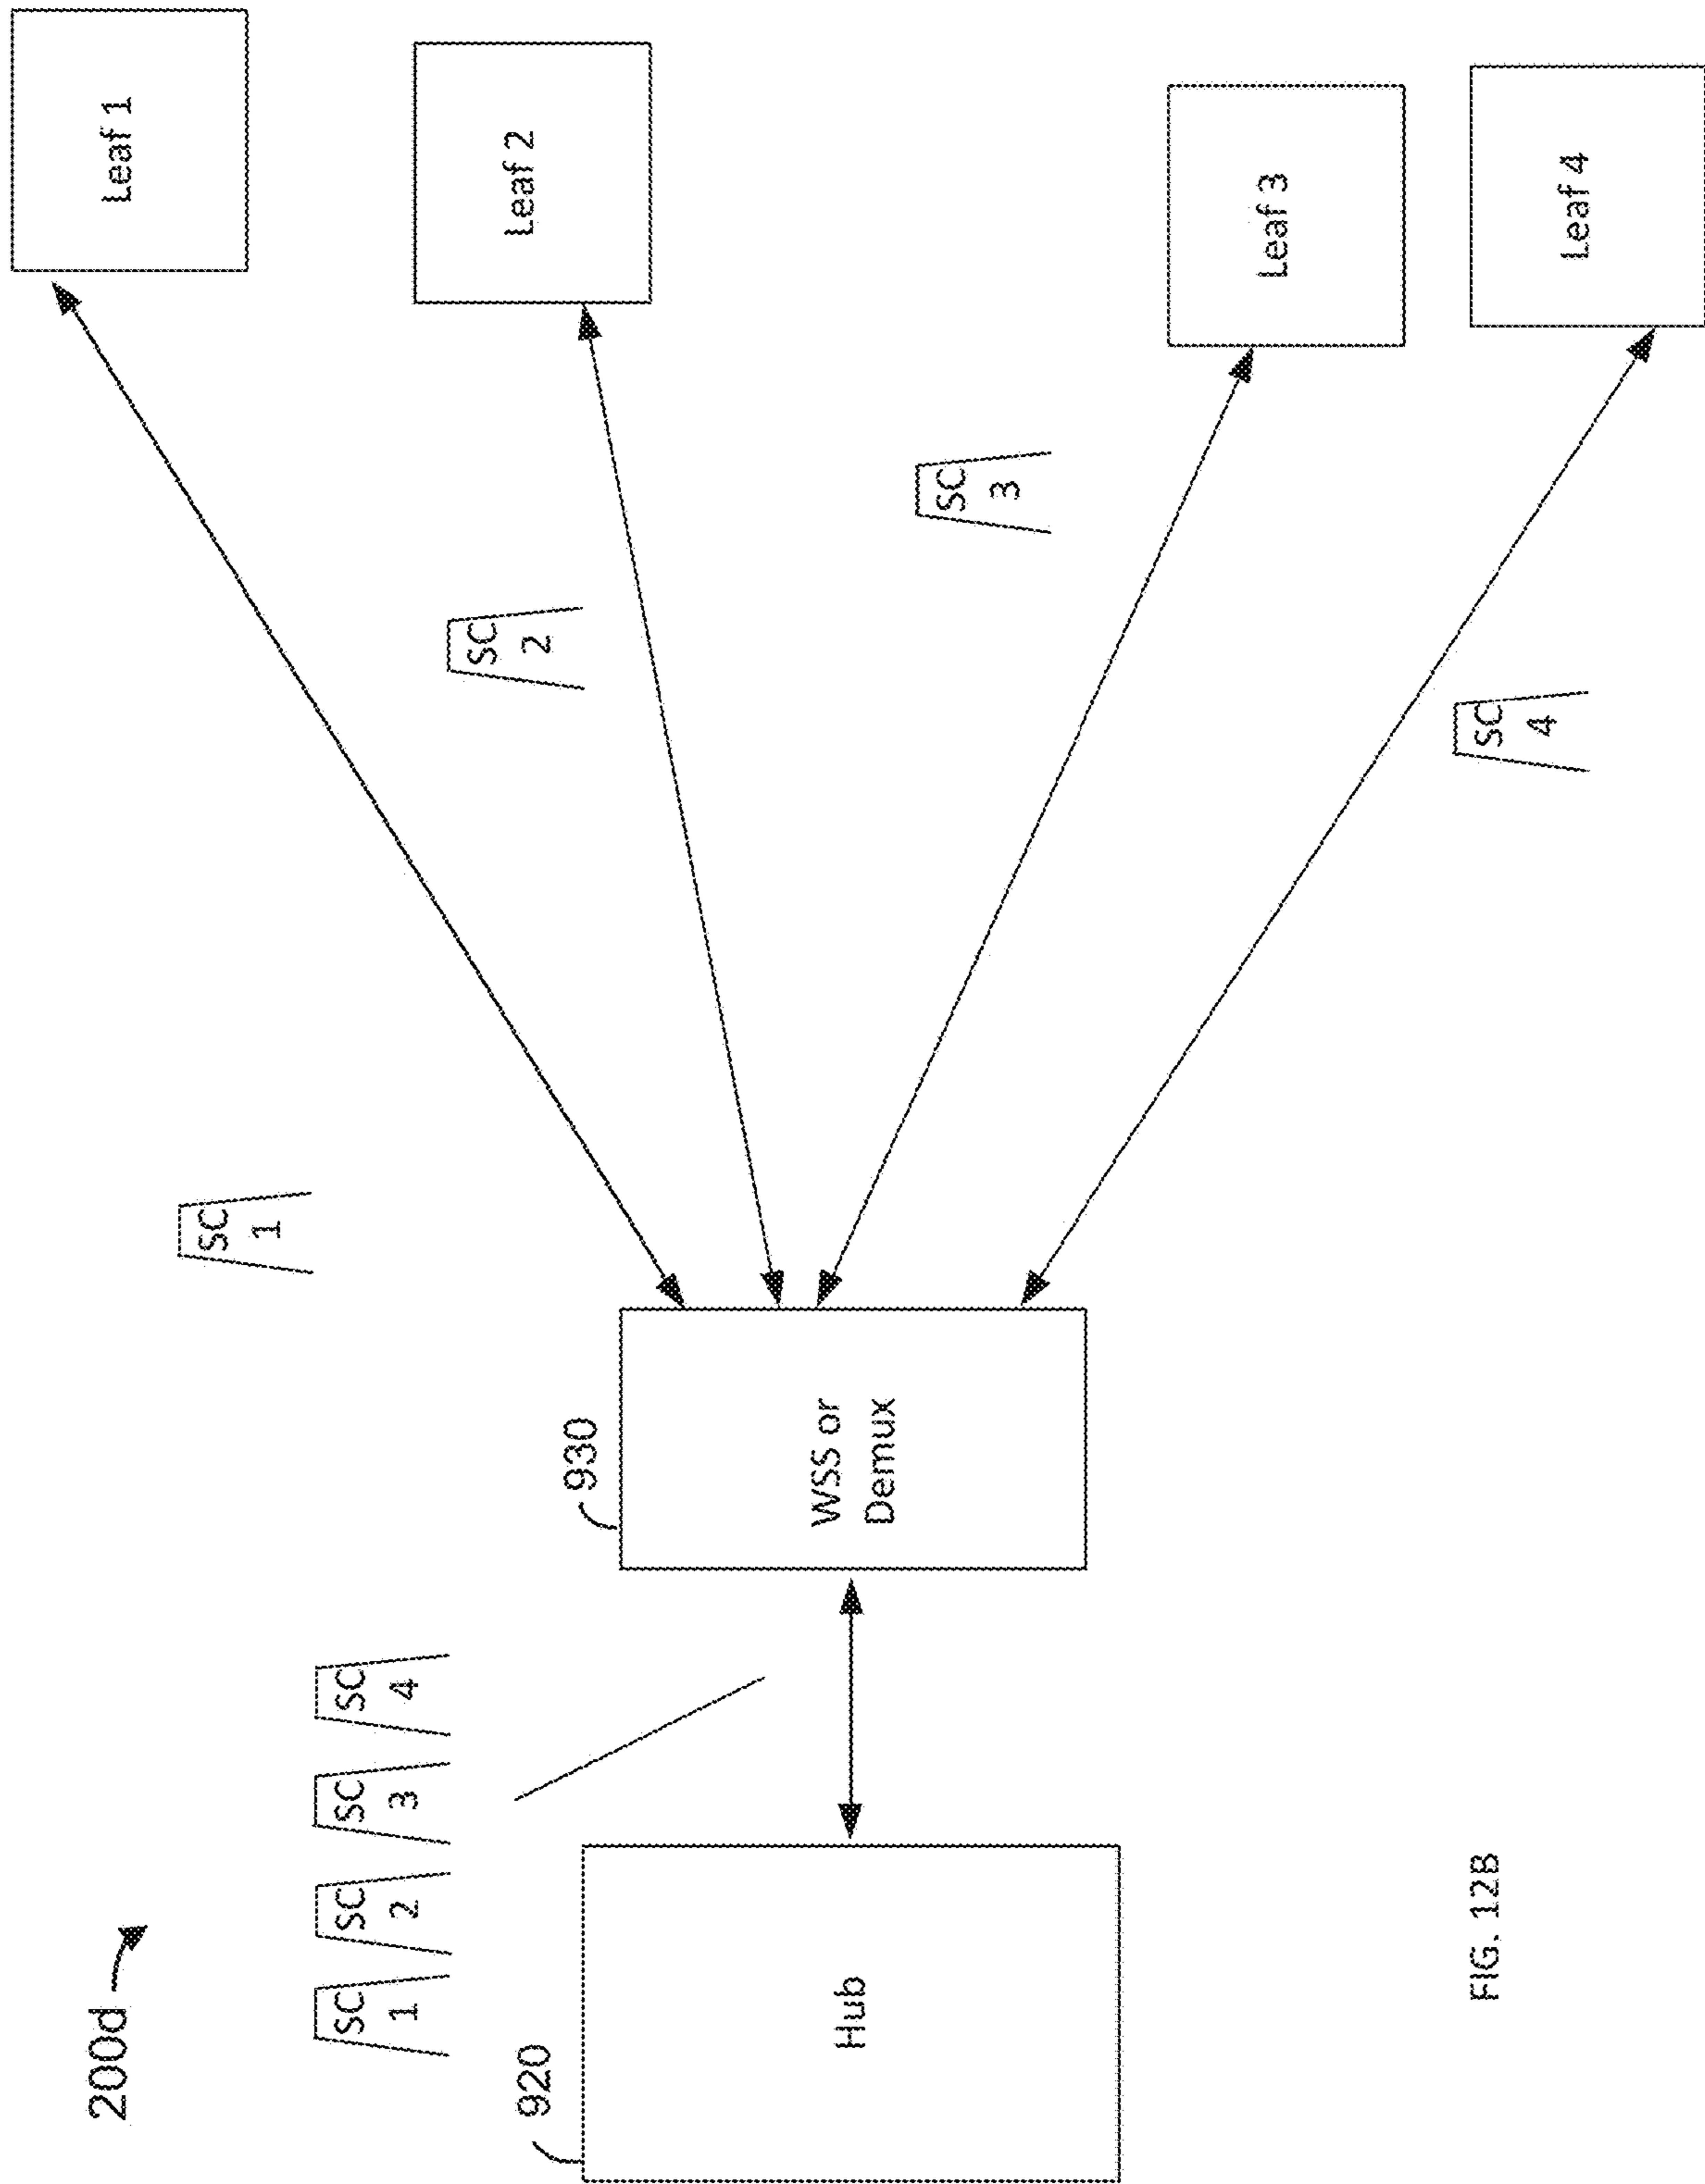 200d
SC
1
SC
2
SC
3
SC
4
920
Hub
930
WSS or
Demux
SC
1
SC
2
SC
3
SC
4
Leaf 1
Leaf 2
Leaf 3
Leaf 4
FIG. 12B